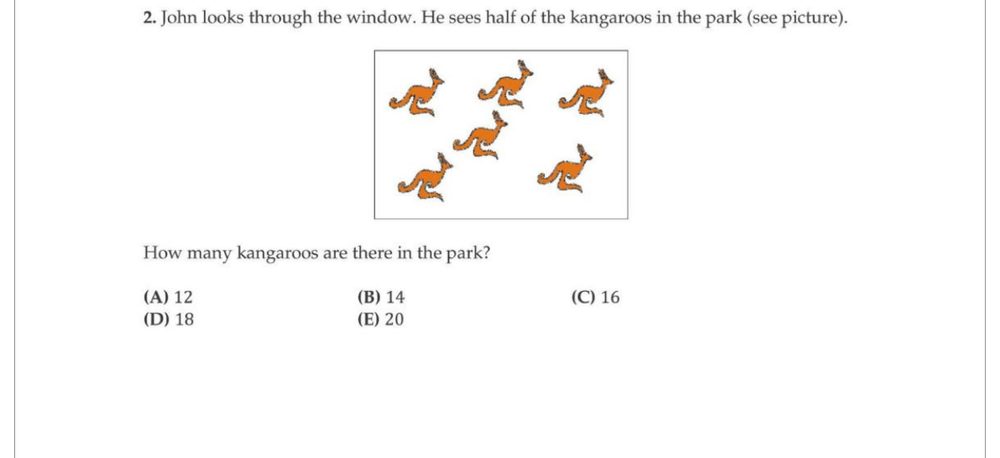 2. John looks through the window. He sees half of the kangaroos in the park (see picture).
How many kangaroos are there in the park?
(A) 12 (B) 14 (C) 16
(D) 18 (E) 20